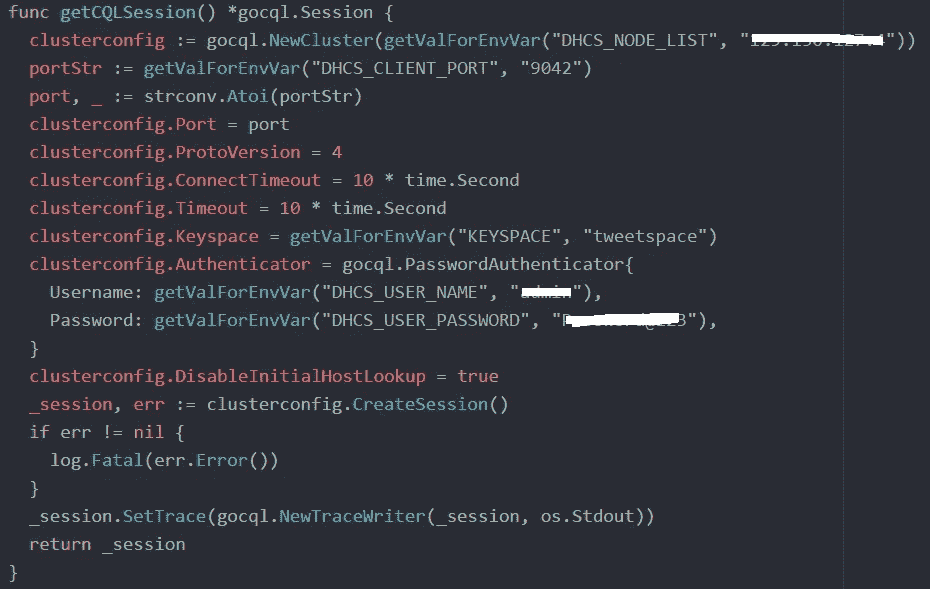 func getCQLSession() *gocql.Session {
clusterconfig := gocql.NewCluster(getValForEnvVar("DHCS_NODE_LIST", ""))
portStr := getValForEnvVar("DHCS_CLIENT_PORT", "9042")
port, _ := strconv.Atoi(portStr)
clusterconfig.Port = port
clusterconfig.ProtoVersion = 4
clusterconfig.ConnectTimeout = 10 * time.Second
clusterconfig.Timeout = 10 * time.Second
clusterconfig.Keyspace = getValForEnvVar("KEYSPACE", "tweetspace")
clusterconfig.Authenticator = gocql.PasswordAuthenticator{
Username: getValForEnvVar("DHCS_USER_NAME", ""),
Password: getValForEnvVar("DHCS_USER_PASSWORD", ""),
}
clusterconfig.DisableInitialHostLookup = true
_session, err := clusterconfig.CreateSession()
if err != nil {
log.Fatal(err.Error())
}
_session.SetTrace(gocql.NewTraceWriter(_session, os.Stdout))
return _session
}